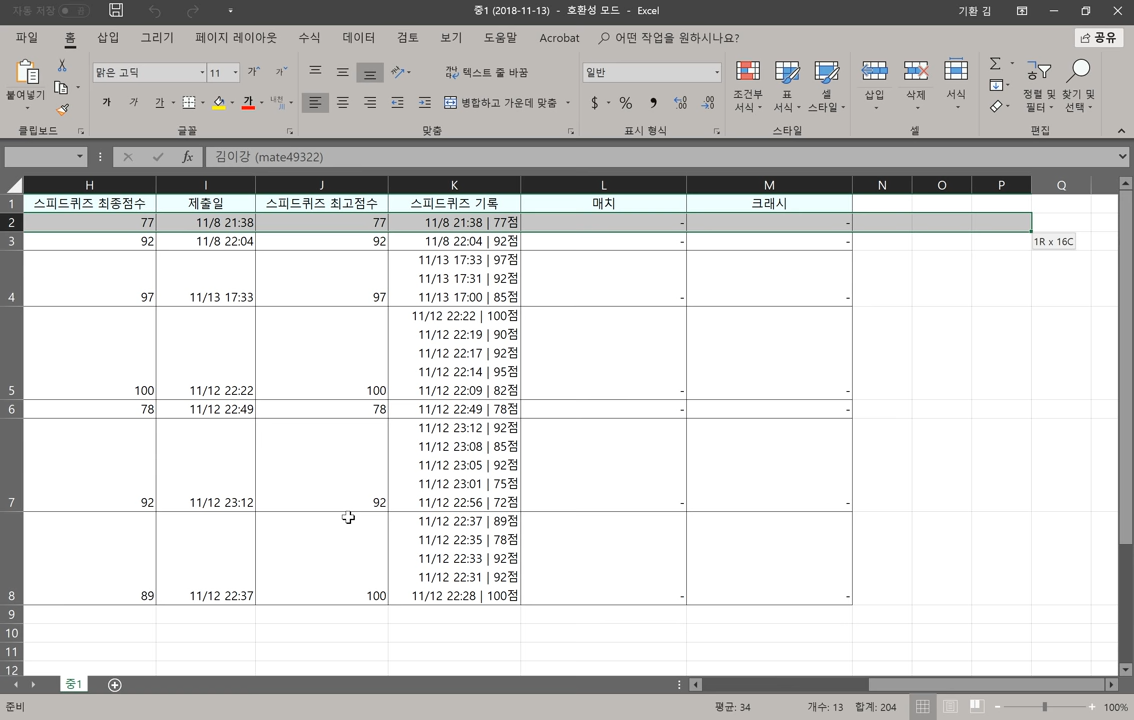 자동 저장
중1 (2018-11-13) - 호환성 모드 - Excel
기환 김
파일 홈 삽입 그리기 페이지 레이아웃 수식 데이터 검토 보기 도움말 Acrobat 어떤 작업을 원하시나요? 공유
붙여넣기
맑은 고딕 11 가 가
가 가 가 가 내천
텍스트 줄 바꿈
병합하고 가운데 맞춤
일반
$ % ,
조건부 서식
표 서식
셀 스타일
삽입 삭제 서식
정렬 및 필터
찾기 및 선택
클립보드 글꼴 맞춤 표시 형식 스타일 셀 편집
fx 김이강 (mate49322)
H I J K L M N O P Q
1 스피드퀴즈 최종점수 제출일 스피드퀴즈 최고점수 스피드퀴즈 기록 매치 크래시
2 77 11/8 21:38 77 11/8 21:38 | 77점 - -
3 92 11/8 22:04 92 11/8 22:04 | 92점 - -
1R x 16C
11/13 17:33 | 97점
11/13 17:31 | 92점
4 97 11/13 17:33 97 11/13 17:00 | 85점 - -
11/12 22:22 | 100점
11/12 22:19 | 90점
11/12 22:17 | 92점
11/12 22:14 | 95점
5 100 11/12 22:22 100 11/12 22:09 | 82점 - -
6 78 11/12 22:49 78 11/12 22:49 | 78점 - -
11/12 23:12 | 92점
11/12 23:08 | 85점
11/12 23:05 | 92점
11/12 23:01 | 75점
7 92 11/12 23:12 92 11/12 22:56 | 72점 - -
11/12 22:37 | 89점
11/12 22:35 | 78점
11/12 22:33 | 92점
11/12 22:31 | 92점
8 89 11/12 22:37 100 11/12 22:28 | 100점 - -
9
10
11
12
중1
준비 평균: 34 개수: 13 합계: 204 100%